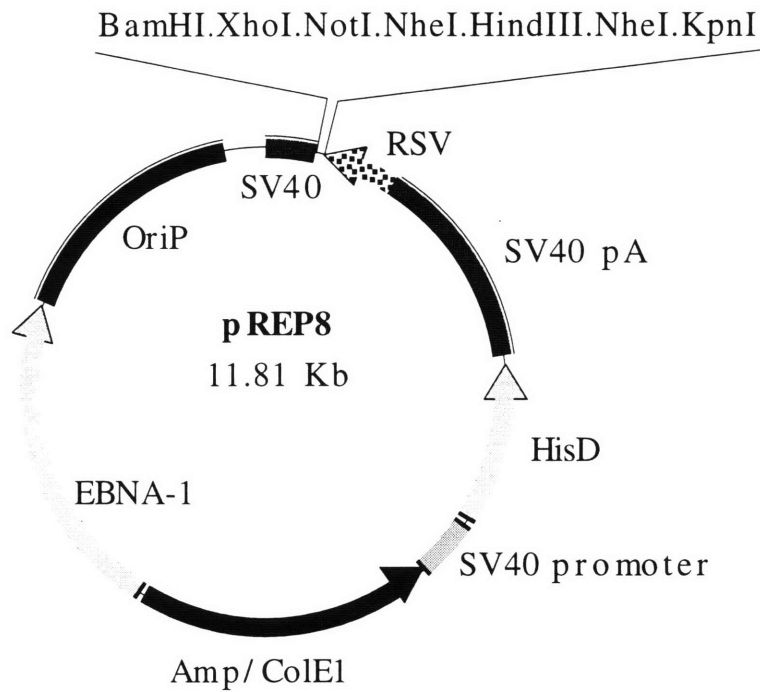 BamHI.XhoI.NotI.NheI.HindIII.NheI.KpnI
RSV
SV40
OriP
SV40 pA
pREP8
11.81 Kb
HisD
EBNA-1
SV40 promoter
Amp/ColE1